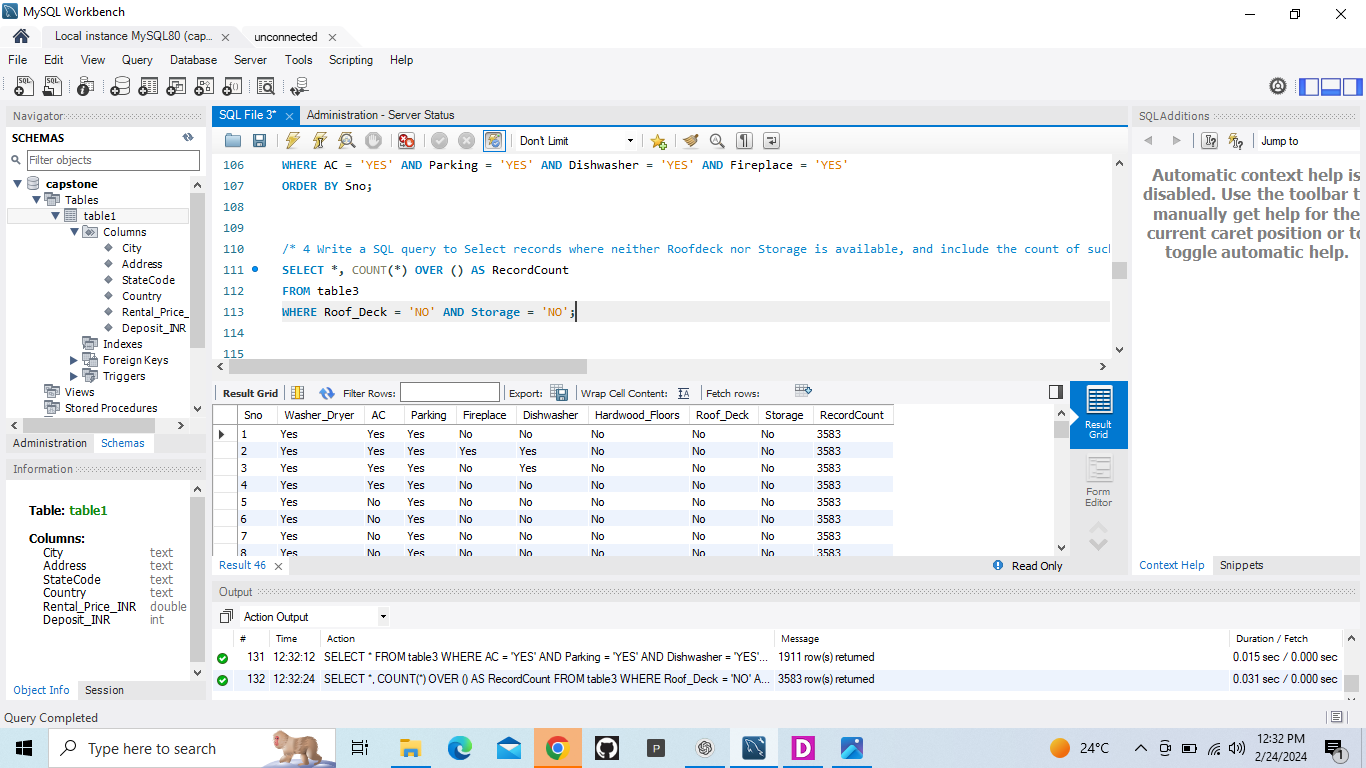 MySQL Workbench
Local instance MySQL80 (cap... × unconnected ×
File Edit View Query Database Server Tools Scripting Help
Navigator
SCHEMAS
Filter objects
capstone
Tables
table1
Columns
City
Address
StateCode
Country
Rental_Price_
Deposit_INR
Indexes
Foreign Keys
Triggers
Views
Stored Procedures
Administration Schemas
Information
Table: table1
Columns:
City text
Address text
StateCode text
Country text
Rental_Price_INR double
Deposit_INR int
Object Info Session
Query Completed
SQL File 3* × Administration - Server Status
Don't Limit
106 WHERE AC = 'YES' AND Parking = 'YES' AND Dishwasher = 'YES' AND Fireplace = 'YES'
107 ORDER BY Sno;
108
109
110 /* 4 Write a SQL query to Select records where neither Roofdeck nor Storage is available, and include the count of suc
111 SELECT *, COUNT(*) OVER () AS RecordCount
112 FROM table3
113 WHERE Roof_Deck = 'NO' AND Storage = 'NO';
114
115
Result Grid Filter Rows: Export: Wrap Cell Content: Fetch rows:
Sno Washer_Dryer AC Parking Fireplace Dishwasher Hardwood_Floors Roof_Deck Storage RecordCount
1 Yes Yes Yes No No No No No 3583
2 Yes Yes Yes Yes Yes No No No 3583
3 Yes Yes Yes No Yes No No No 3583
4 Yes Yes Yes No No No No No 3583
5 Yes No Yes No No No No No 3583
6 Yes No Yes No No No No No 3583
7 Yes No Yes No No No No No 3583
8 Yes No Yes No No No No No 3583
Result Grid
Form Editor
Result 46 × Read Only
Output
Action Output
# Time Action Message Duration / Fetch
131 12:32:12 SELECT * FROM table3 WHERE AC = 'YES' AND Parking = 'YES' AND Dishwasher = 'YES'... 1911 row(s) returned 0.015 sec / 0.000 sec
132 12:32:24 SELECT *, COUNT(*) OVER () AS RecordCount FROM table3 WHERE Roof_Deck = 'NO' A... 3583 row(s) returned 0.031 sec / 0.000 sec
SQLAdditions
Jump to
Automatic context help is
disabled. Use the toolbar t
manually get help for the
current caret position or to
toggle automatic help.
Context Help Snippets
Type here to search
24°C
12:32 PM
2/24/2024
1